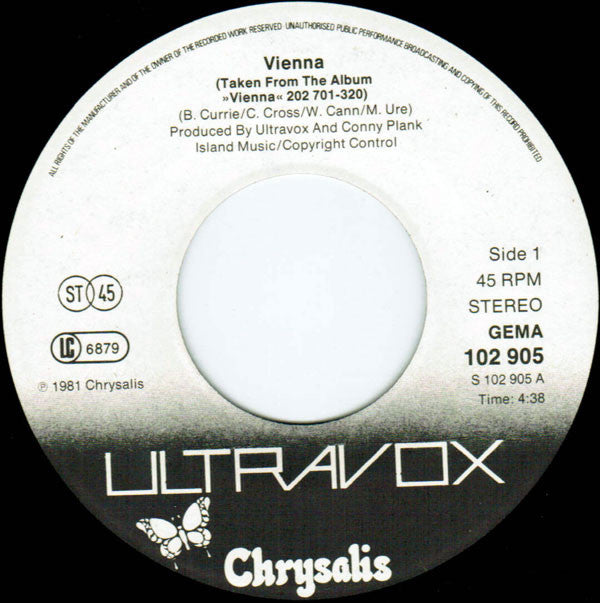 ALL RIGHTS OF THE MANUFACTURER AND OF THE OWNER OF THE RECORDED WORK RESERVED · UNAUTHORISED PUBLIC PERFORMANCE BROADCASTING AND COPYING OF THIS RECORD PROHIBITED
Vienna
(Taken From The Album
»Vienna« 202 701-320)
(B. Currie/C. Cross/W. Cann/M. Ure)
Produced By Ultravox And Conny Plank
Island Music/Copyright Control
Side 1
ST 45
45 RPM
STEREO
GEMA
LC 6879
102 905
℗ 1981 Chrysalis
S 102 905 A
Time: 4:38
ULTRAVOX
Chrysalis